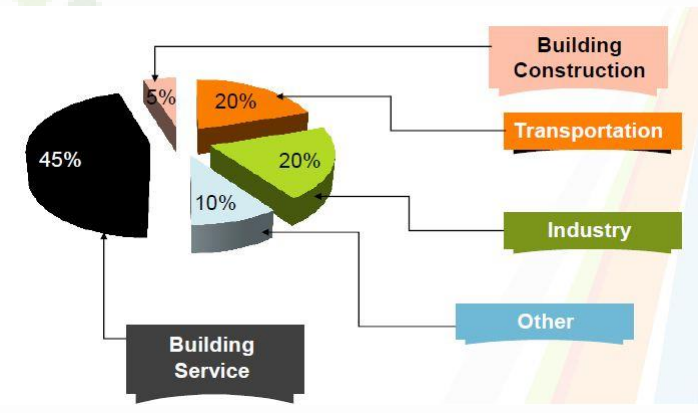 Building
Construction
5%
20%
Transportation
45%
20%
10%
Industry
Other
Building
Service